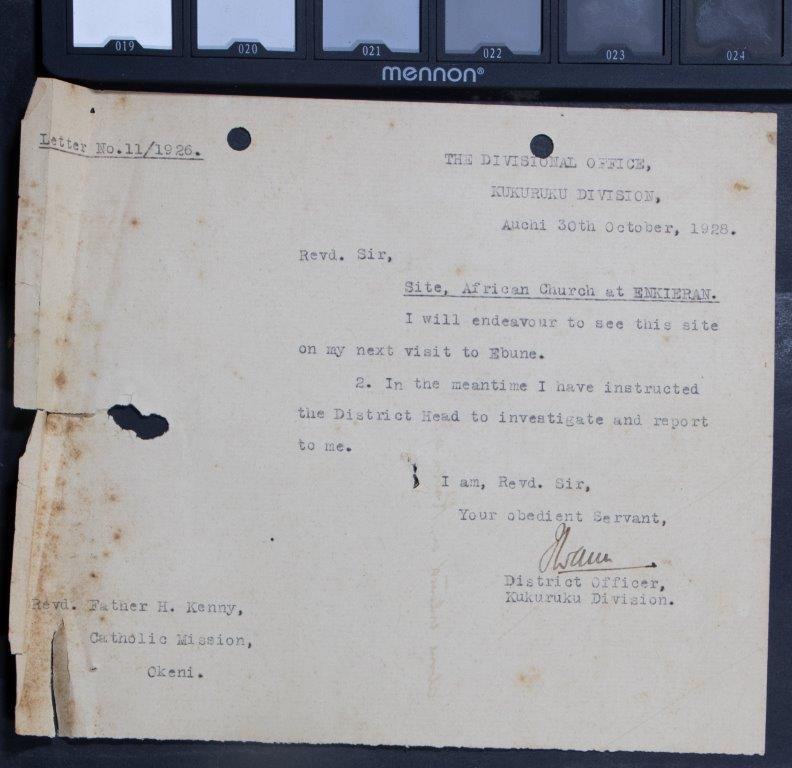 019 020 021 022 023 024
mennon®
Letter No.11/1926.
THE DIVISIONAL OFFICE,
KUKURUKU DIVISION,
Auchi 30th October, 1928.
Revd. Sir,
Site, African Church at ENKIERAN.
I will endeavour to see this site
on my next visit to Ebune.
2. In the meantime I have instructed
the District Head to investigate and report
to me.
I am, Revd. Sir,
Your obedient Servant,
District Officer,
Kukuruku Division.
Revd. Father H. Kenny,
Catholic Mission,
Okeni.